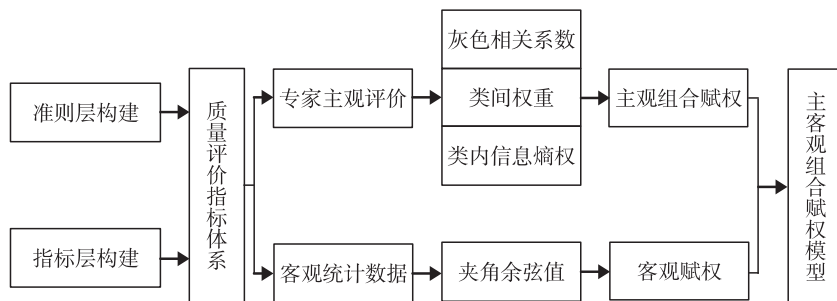 准则层构建
指标层构建
质量评价指标体系
专家主观评价
客观统计数据
灰色相关系数
类间权重
类内信息熵权
夹角余弦值
主观组合赋权
客观赋权
主客观组合赋权模型